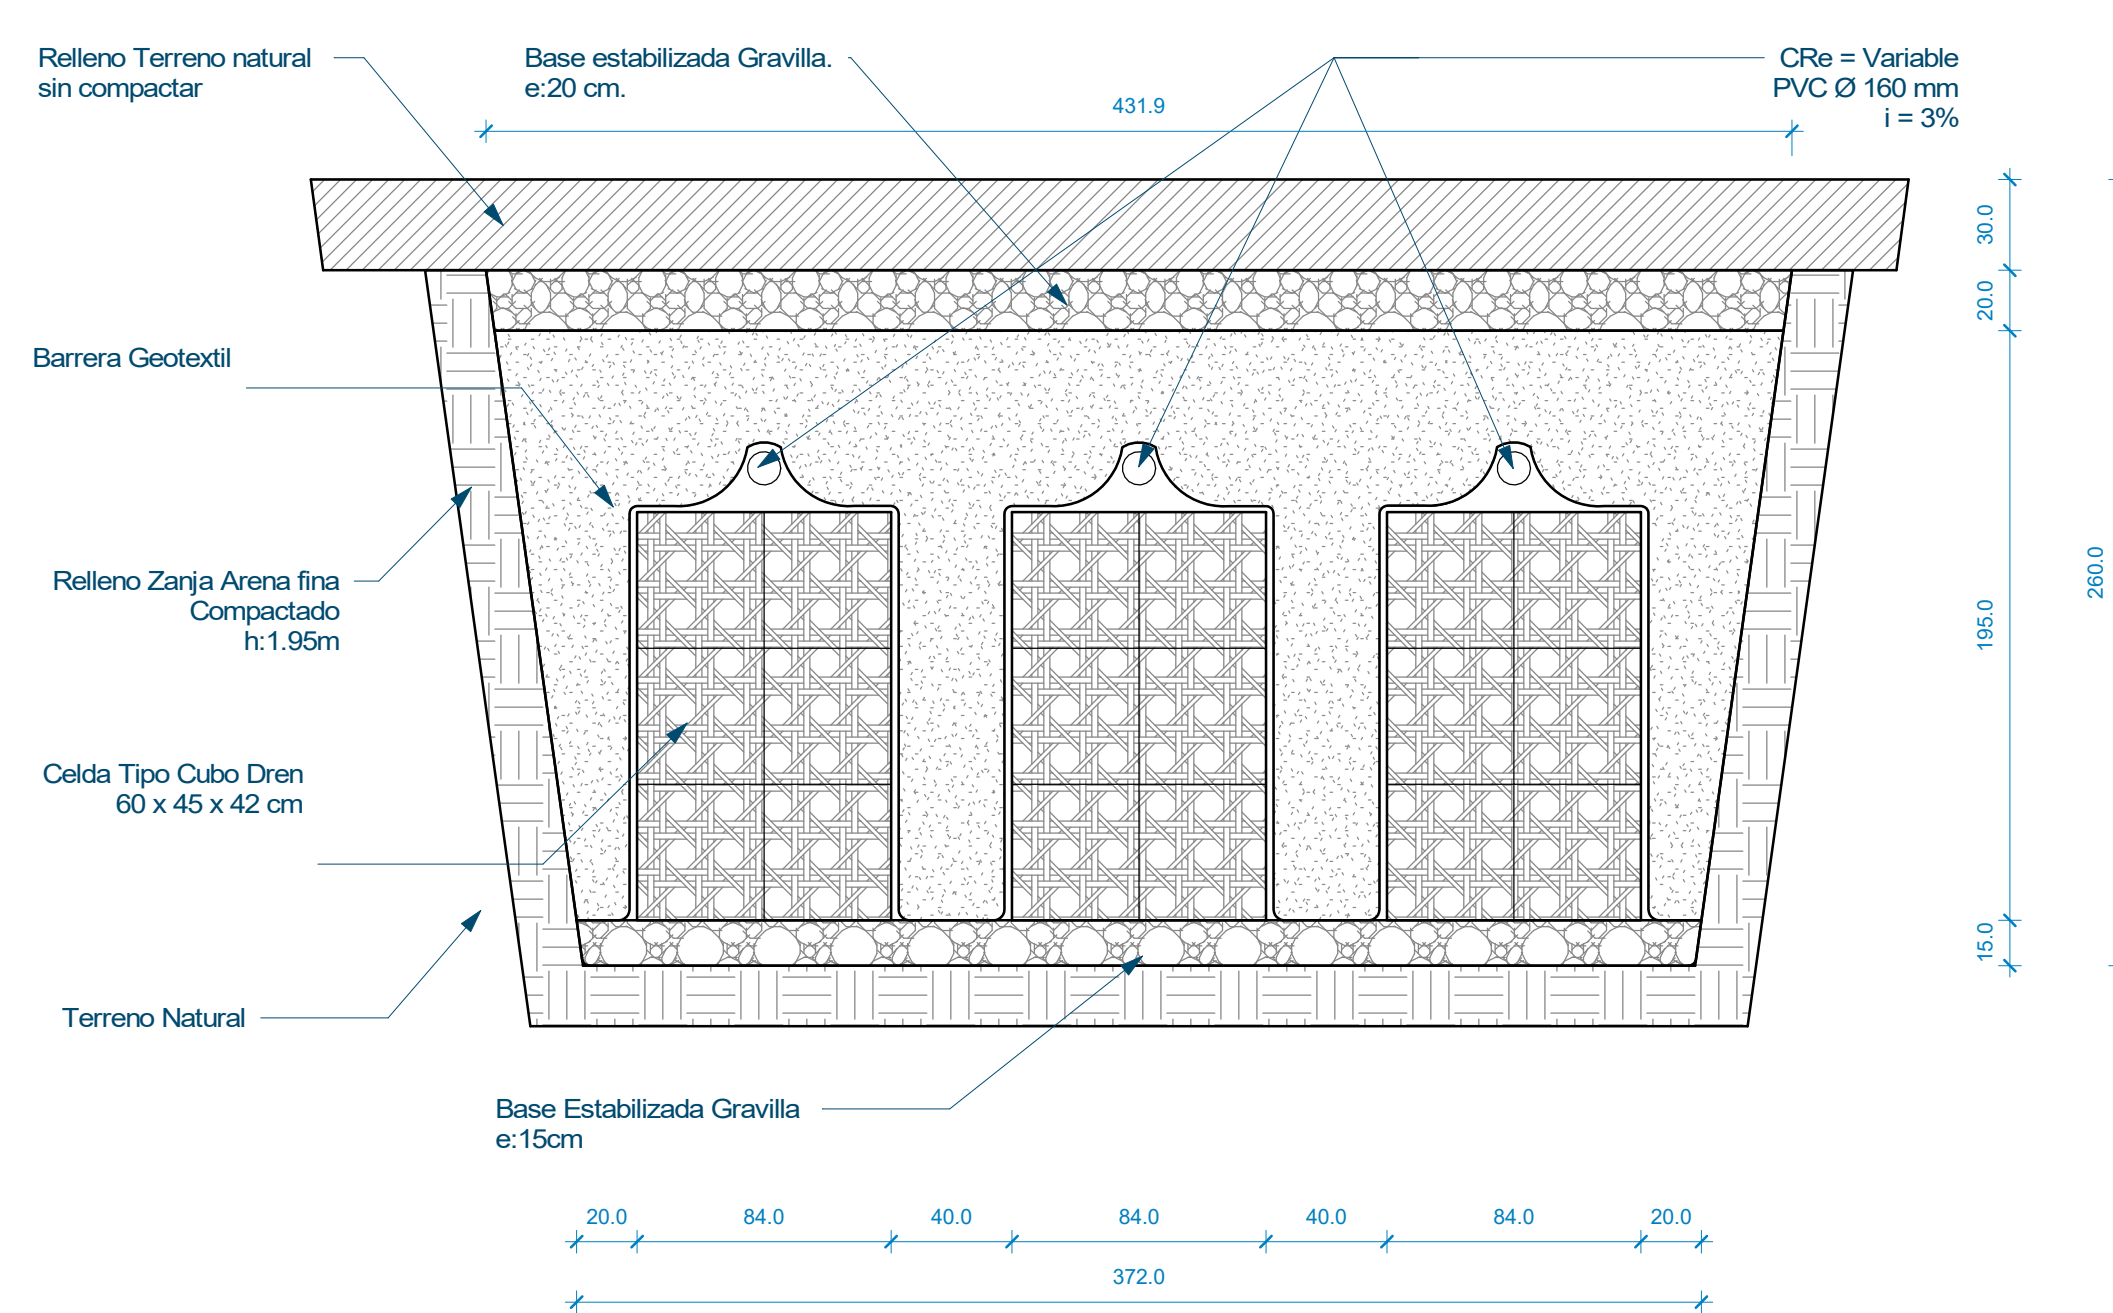 Relleno Terreno natural
sin compactar
Base estabilizada Gravilla.
e:20 cm.
CRe = Variable
PVC Ø 160 mm
i = 3%
431.9
30.0
20.0
195.0
15.0
260.0
Barrera Geotextil
Relleno Zanja Arena fina
Compactado
h:1.95m
Celda Tipo Cubo Dren
60 x 45 x 42 cm
Terreno Natural
Base Estabilizada Gravilla
e:15cm
20.0 84.0 40.0 84.0 40.0 84.0 20.0
372.0